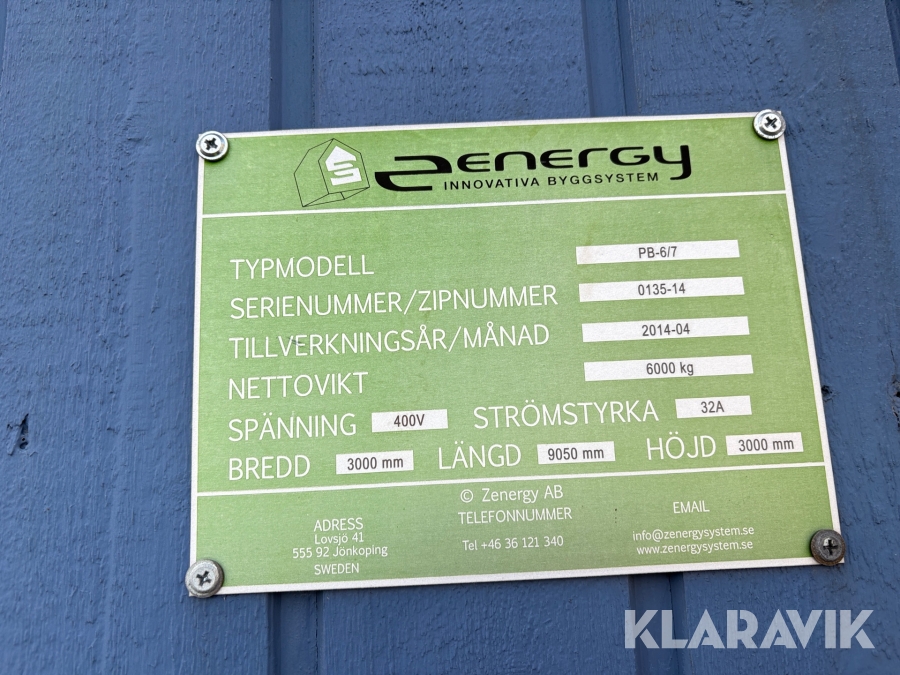 S
Zenergy
INNOVATIVA BYGGSYSTEM
TYPMODELL PB-6/7
SERIENUMMER/ZIPNUMMER 0135-14
TILLVERKNINGSÅR/MÅNAD 2014-04
NETTOVIKT 6000 kg
SPÄNNING 400V STRÖMSTYRKA 32A
BREDD 3000 mm LÄNGD 9050 mm HÖJD 3000 mm
© Zenergy AB
ADRESS
Lovsjö 41
555 92 Jönkoping
SWEDEN
TELEFONNUMMER
Tel +46 36 121 340
EMAIL
info@zenergysystem.se
www.zenergysystem.se
KLARAVIK